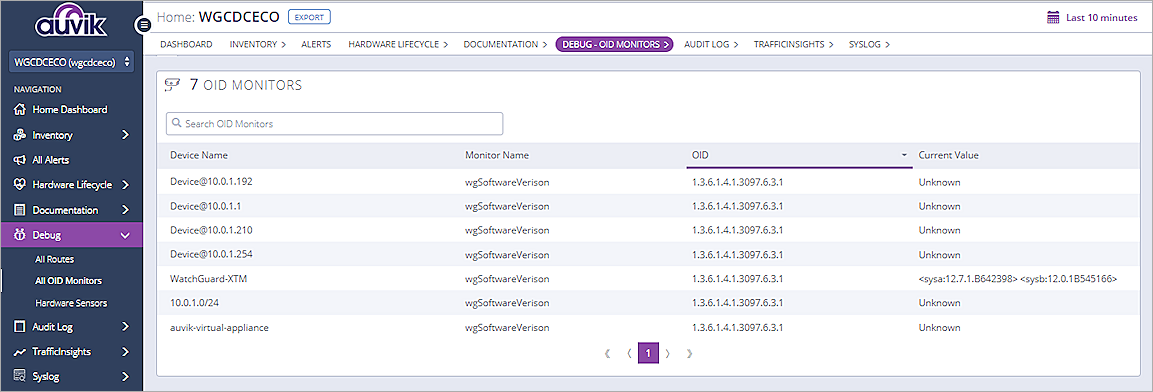 auvik
Home: WGCDCECO EXPORT
Last 10 minutes
WGCDCECO (wgcdceco)
DASHBOARD INVENTORY ALERTS HARDWARE LIFECYCLE DOCUMENTATION DEBUG - OID MONITORS AUDIT LOG TRAFFICINSIGHTS SYSLOG
NAVIGATION
Home Dashboard
Inventory
All Alerts
Hardware Lifecycle
Documentation
Debug
All Routes
All OID Monitors
Hardware Sensors
Audit Log
TrafficInsights
Syslog
7 OID MONITORS
Search OID Monitors
Device Name Monitor Name OID Current Value
Device@10.0.1.192 wgSoftwareVerison 1.3.6.1.4.1.3097.6.3.1 Unknown
Device@10.0.1.1 wgSoftwareVerison 1.3.6.1.4.1.3097.6.3.1 Unknown
Device@10.0.1.210 wgSoftwareVerison 1.3.6.1.4.1.3097.6.3.1 Unknown
Device@10.0.1.254 wgSoftwareVerison 1.3.6.1.4.1.3097.6.3.1 Unknown
WatchGuard-XTM wgSoftwareVerison 1.3.6.1.4.1.3097.6.3.1 <sysa:12.7.1.B642398> <sysb:12.0.1B545166>
10.0.1.0/24 wgSoftwareVerison 1.3.6.1.4.1.3097.6.3.1 Unknown
auvik-virtual-appliance wgSoftwareVerison 1.3.6.1.4.1.3097.6.3.1 Unknown
1